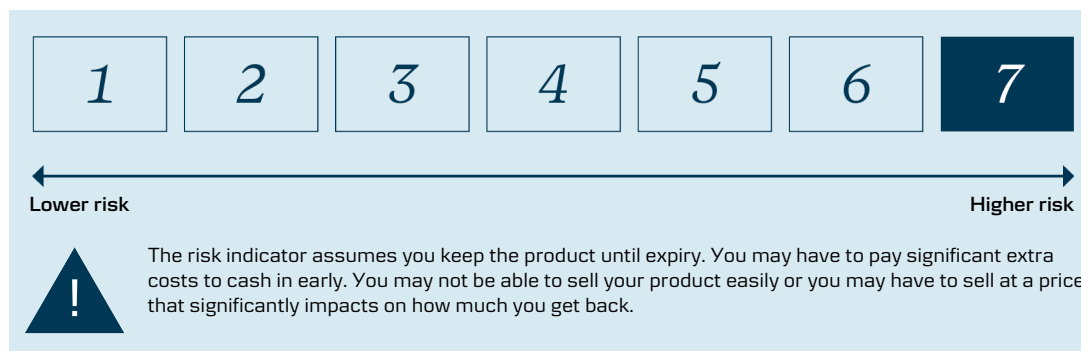 1 2 3 4 5 6 7
Lower risk Higher risk
!
The risk indicator assumes you keep the product until expiry. You may have to pay significant extra
costs to cash in early. You may not be able to sell your product easily or you may have to sell at a price
that significantly impacts on how much you get back.